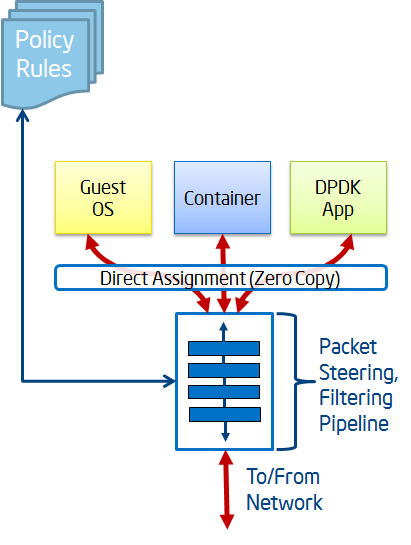 Policy
Rules
Guest
OS
Container
DPDK
App
Direct Assignment (Zero Copy)
Packet
Steering,
Filtering
Pipeline
To/From
Network